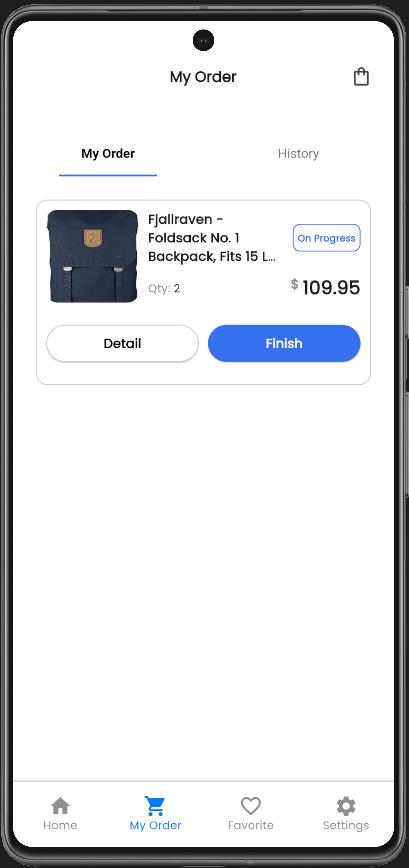 My Order
My Order
History
Fjallraven -
Foldsack No. 1
Backpack, Fits 15 L...
On Progress
Qty: 2
$ 109.95
Detail
Finish
Home
My Order
Favorite
Settings